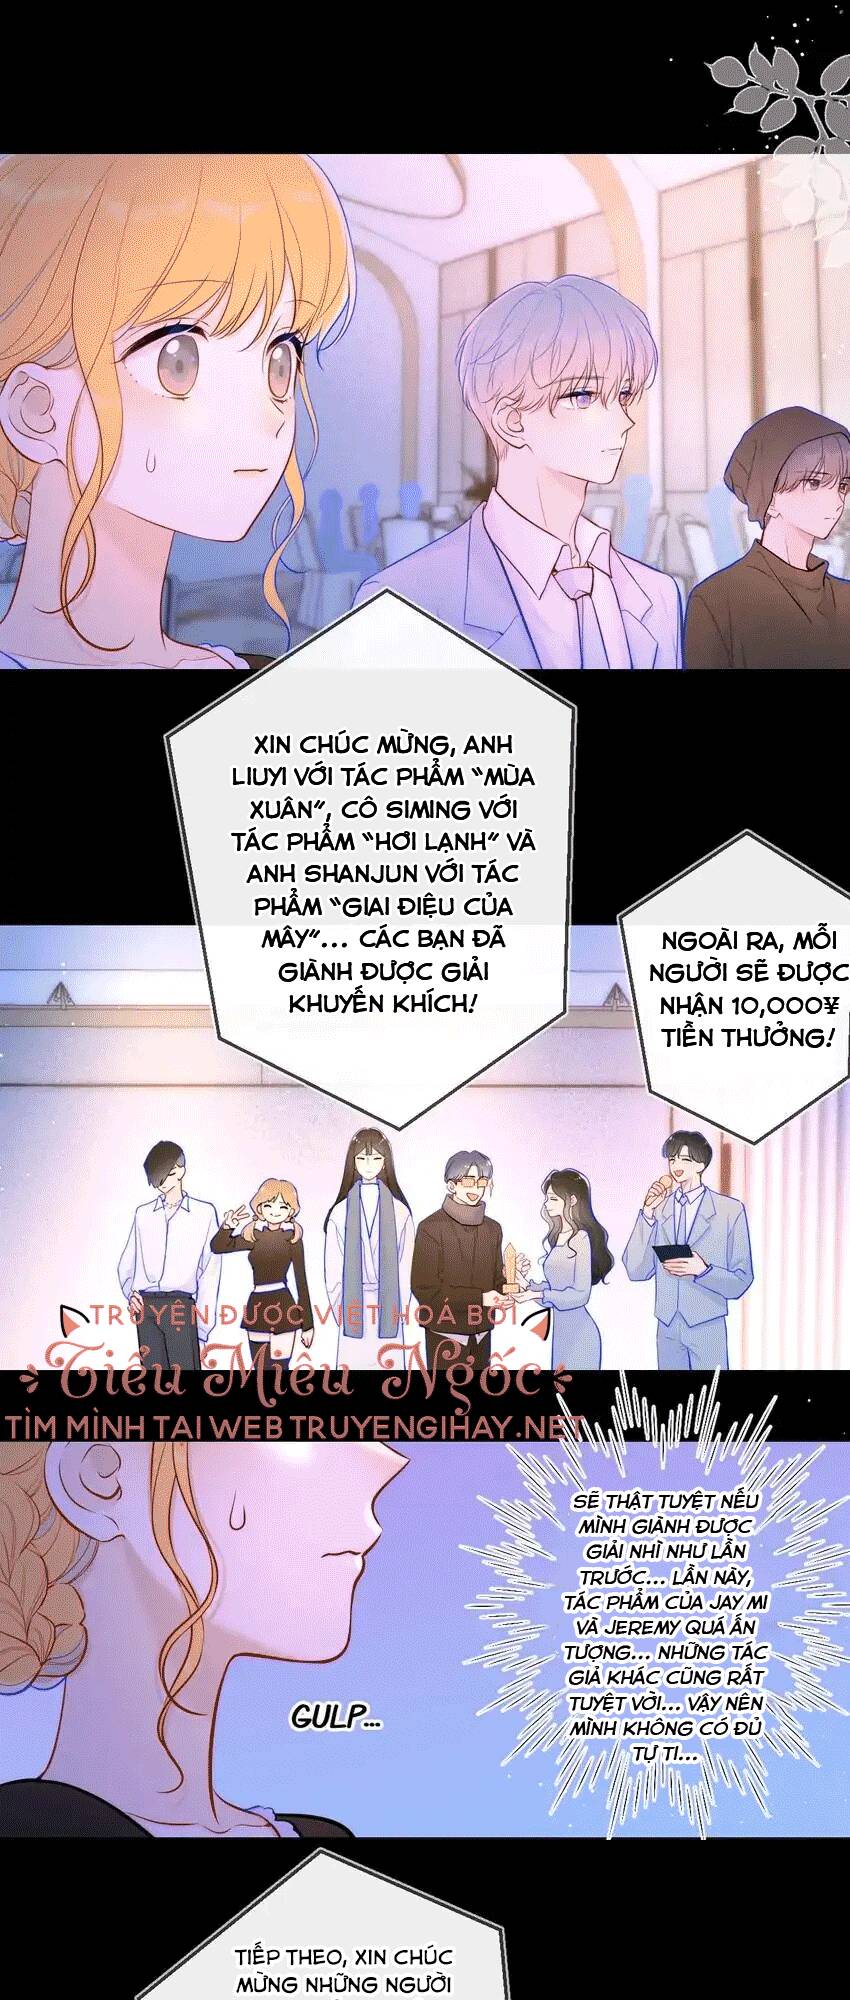 XIN CHÚC MỪNG, ANH
LIUYI VỚI TÁC PHẨM "MÙA
XUÂN", CÔ SIMING VỚI
TÁC PHẨM "HƠI LẠNH" VÀ
ANH SHANJUN VỚI TÁC
PHẨM "GIAI ĐIỆU CỦA
MÂY"... CÁC BẠN ĐÃ
GIÀNH ĐƯỢC GIẢI
KHUYẾN KHÍCH!
NGOÀI RA, MỖI
NGƯỜI SẼ ĐƯỢC
NHẬN 10,000¥
TIỀN THƯỞNG!
TRUYỆN ĐƯỢC VIỆT HOÁ BỞI
Tiểu Miêu Ngốc
TÌM MÌNH TẠI WEB TRUYENGIHAY.NET
SẼ THẬT TUYỆT NẾU
MÌNH GIÀNH ĐƯỢC
GIẢI NHÌ NHƯ LẦN
TRƯỚC... LẦN NÀY,
TÁC PHẨM CỦA JAY MI
VÀ JEREMY QUÁ ẤN
TƯỢNG... NHỮNG TÁC
GIẢ KHÁC CŨNG RẤT
TUYỆT VỜI... VẬY NÊN
MÌNH KHÔNG CÓ ĐỦ
TỰ TI...
GULP...
TIẾP THEO, XIN CHÚC
MỪNG NHỮNG NGƯỜI